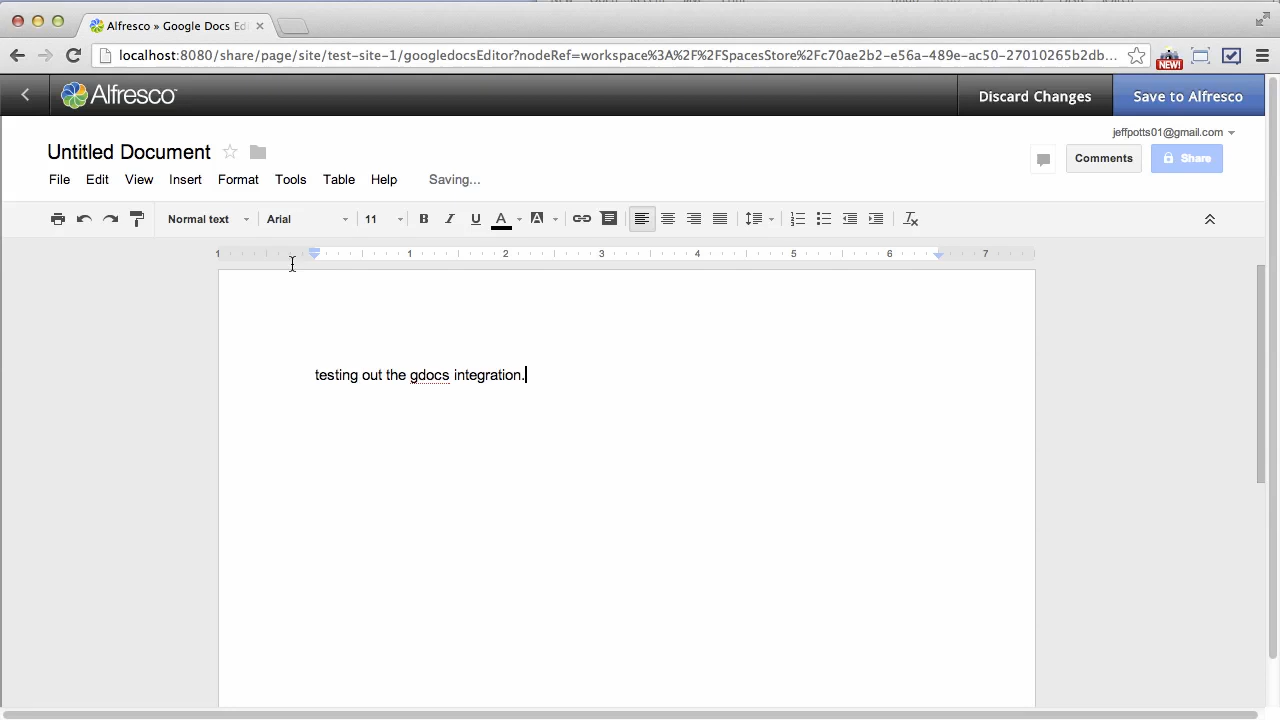 Alfresco » Google Docs Edi
localhost:8080/share/page/site/test-site-1/googledocsEditor?nodeRef=workspace%3A%2F%2FSpacesStore%2Fc70ae2b2-e56a-489e-ac50-27010265b2db...
NEW!
Alfresco
Discard Changes
Save to Alfresco
jeffpotts01@gmail.com
Untitled Document
Comments
Share
File Edit View Insert Format Tools Table Help Saving...
Normal text Arial 11 B I U A A
1 1 2 3 4 5 6 7
testing out the gdocs integration.